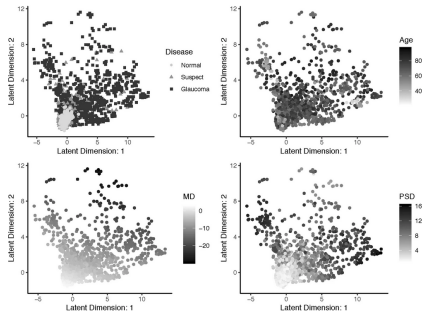 12
8
4
0
Latent Dimension: 2
−5 0 5 10
Latent Dimension: 1
Disease
Normal
Suspect
Glaucoma
12
8
4
0
Latent Dimension: 2
−5 0 5 10
Latent Dimension: 1
Age
80
60
40
12
8
4
0
Latent Dimension: 2
−5 0 5 10
Latent Dimension: 1
MD
0
−10
−20
12
8
4
0
Latent Dimension: 2
−5 0 5 10
Latent Dimension: 1
PSD
16
12
8
4